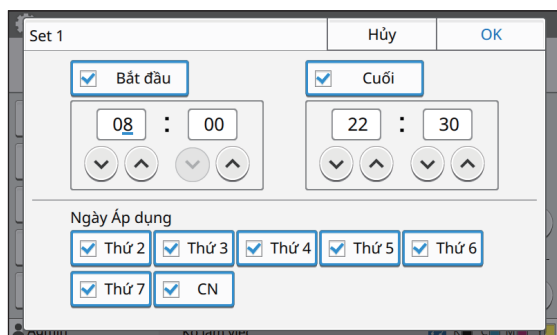 Set 1 Hủy OK
Bắt đầu Cuối
08 : 00 22 : 30
Ngày Áp dụng
Thứ 2 Thứ 3 Thứ 4 Thứ 5 Thứ 6
Thứ 7 CN
Admin